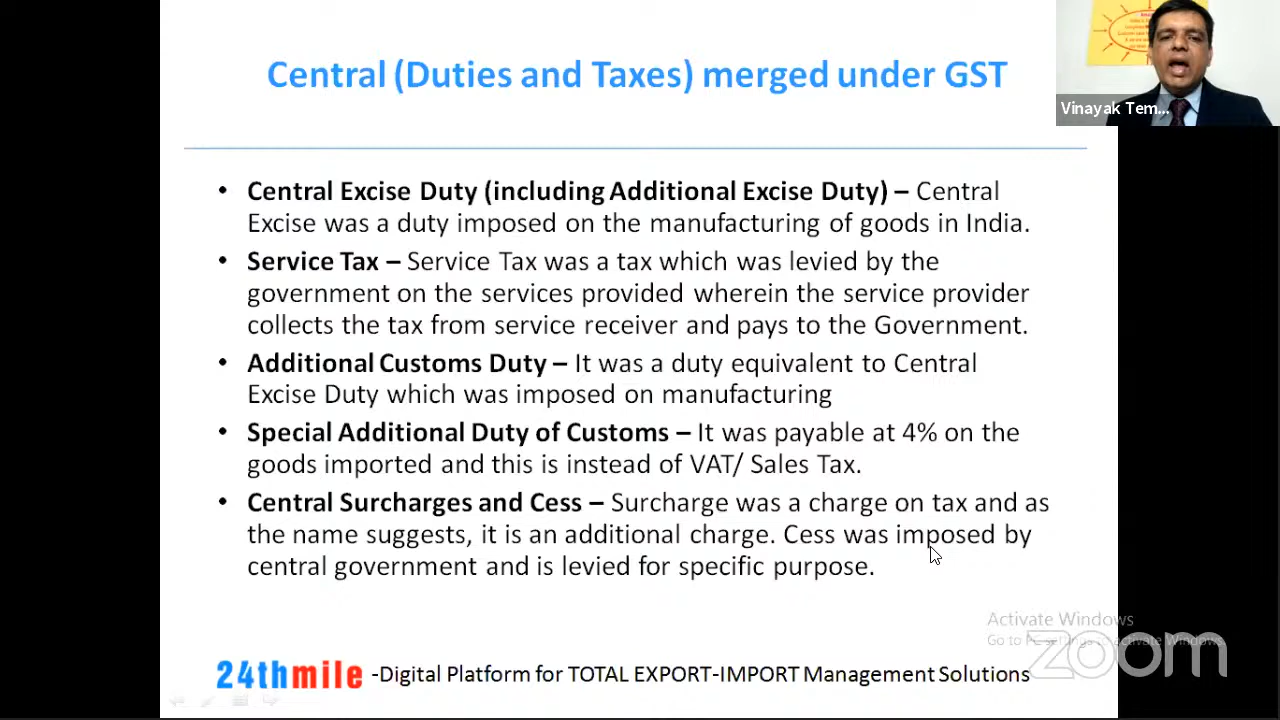 Central (Duties and Taxes) merged under GST
Vinayak Tem...
• Central Excise Duty (including Additional Excise Duty) – Central
Excise was a duty imposed on the manufacturing of goods in India.
• Service Tax – Service Tax was a tax which was levied by the
government on the services provided wherein the service provider
collects the tax from service receiver and pays to the Government.
• Additional Customs Duty – It was a duty equivalent to Central
Excise Duty which was imposed on manufacturing
• Special Additional Duty of Customs – It was payable at 4% on the
goods imported and this is instead of VAT/ Sales Tax.
• Central Surcharges and Cess – Surcharge was a charge on tax and as
the name suggests, it is an additional charge. Cess was imposed by
central government and is levied for specific purpose.
Activate Windows
Go to PC settings to activate Windows.
zoom
24thmile -Digital Platform for TOTAL EXPORT-IMPORT Management Solutions